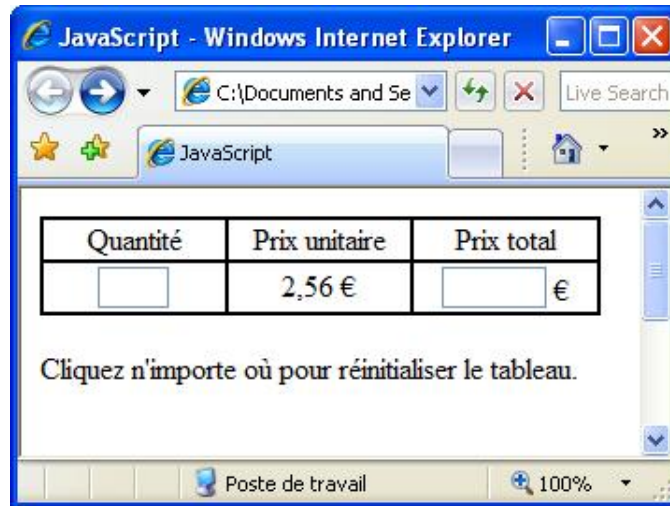 JavaScript - Windows Internet Explorer
C:\Documents and Se
Live Search
JavaScript
»
Quantité Prix unitaire Prix total
2,56 € €
Cliquez n'importe où pour réinitialiser le tableau.
Poste de travail 100%